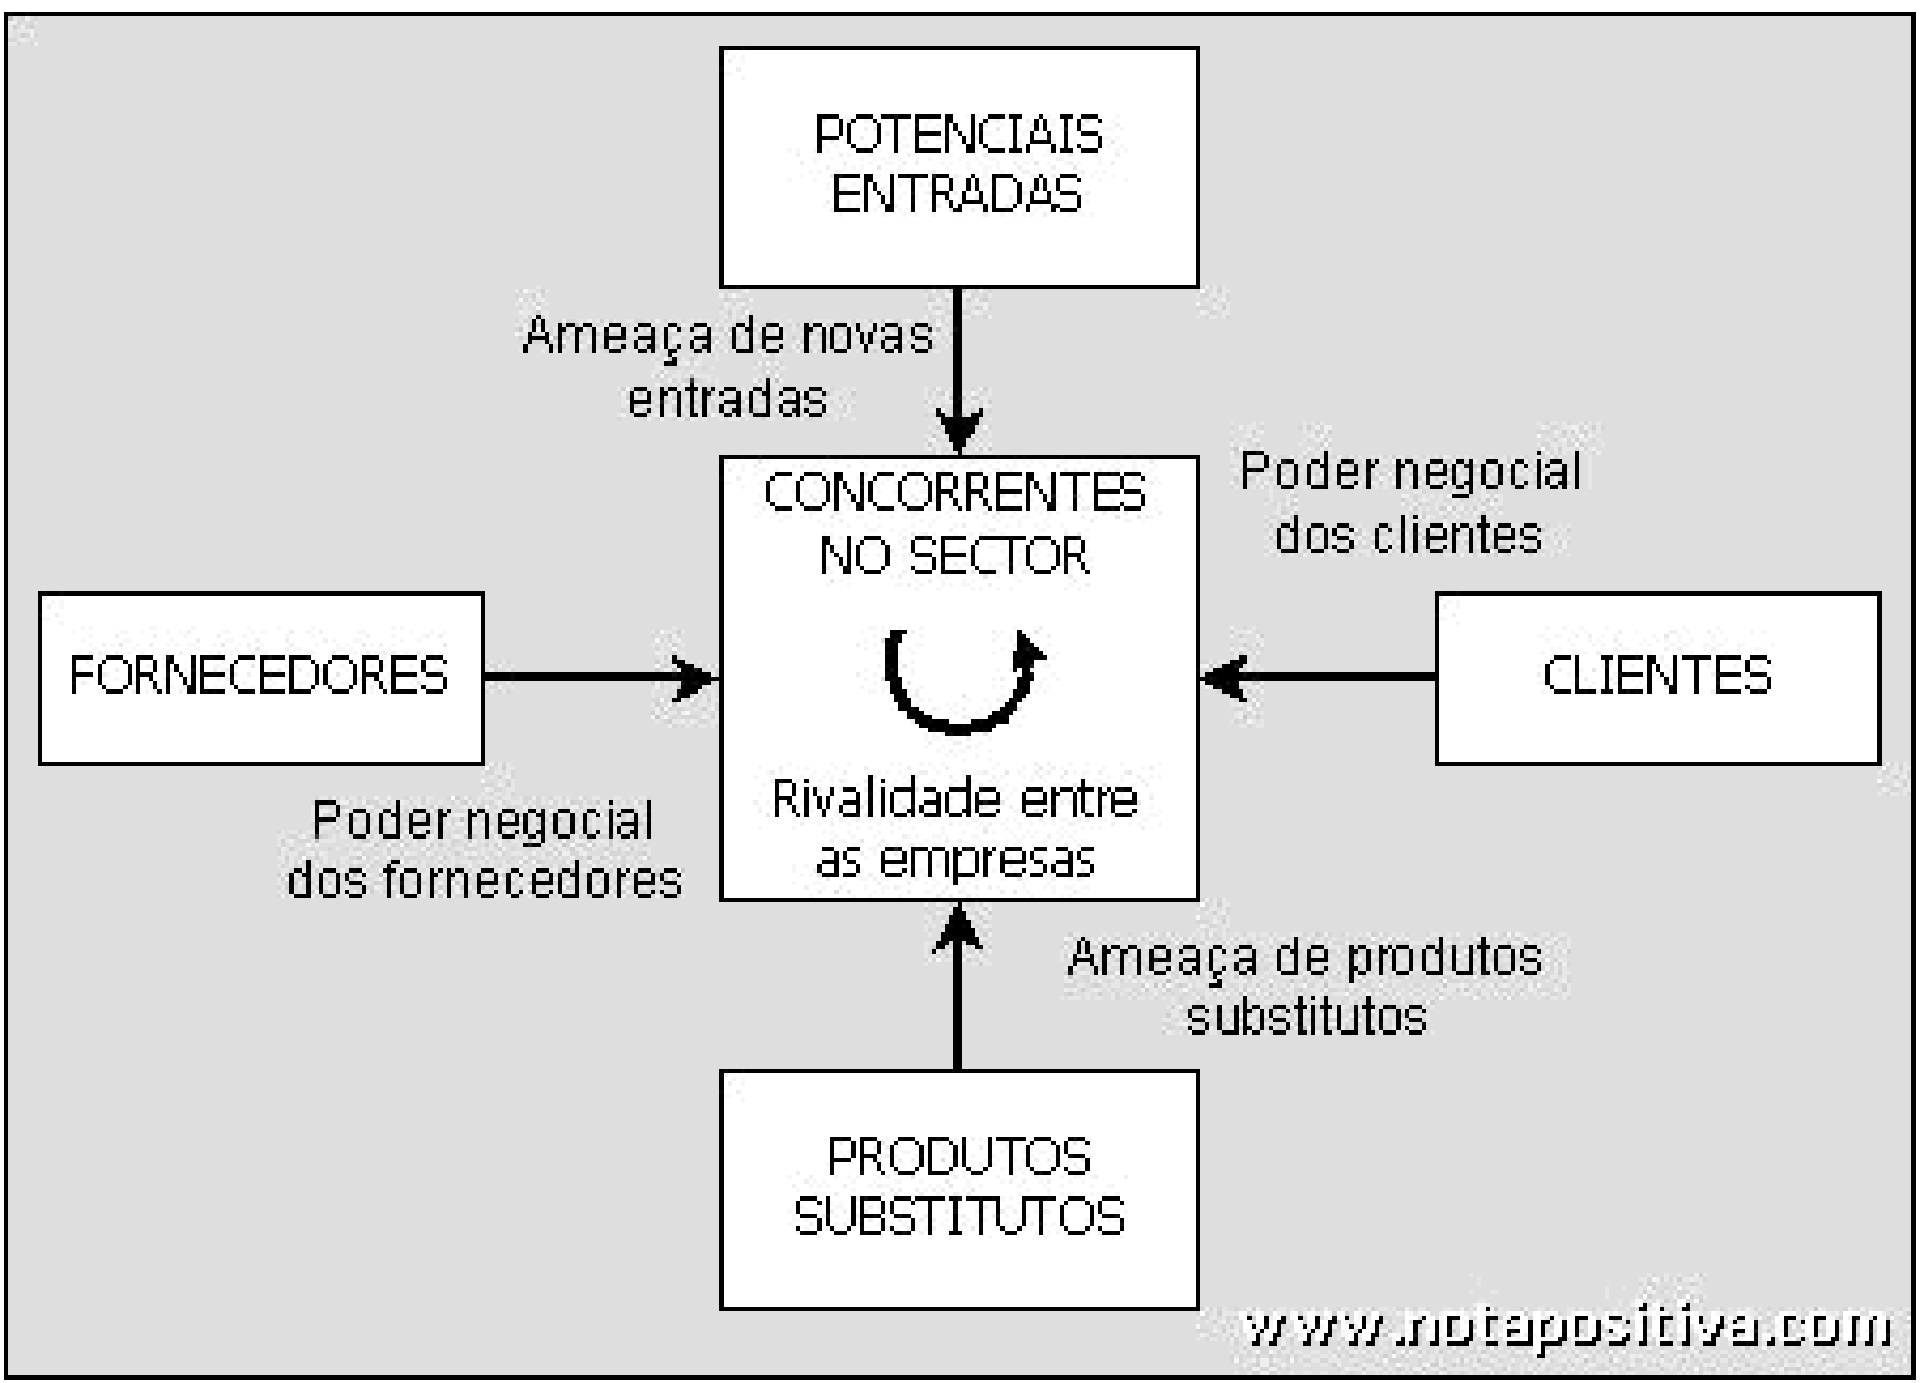 POTENCIAIS
ENTRADAS
Ameaça de novas
entradas
CONCORRENTES
NO SECTOR
Poder negocial
dos clientes
FORNECEDORES
CLIENTES
Rivalidade entre
as empresas
Poder negocial
dos fornecedores
Ameaça de produtos
substitutos
PRODUTOS
SUBSTITUTOS
www.notapositiva.com